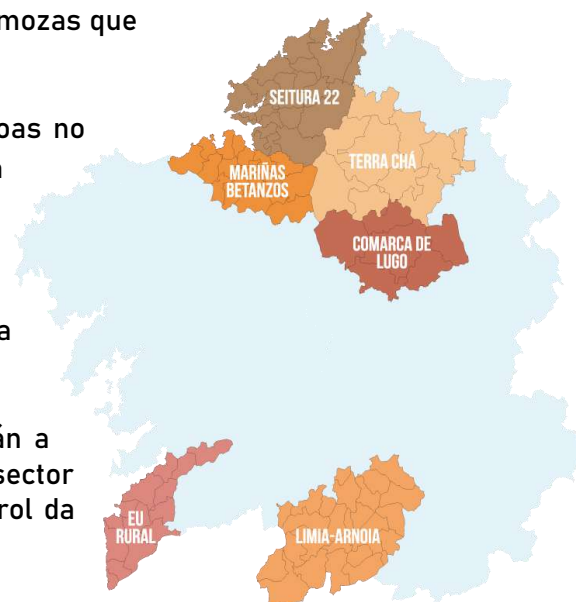 mozas que
oas no
a
a
án a
sector
rol da
SEITURA 22
MARIÑAS
BETANZOS
TERRA CHÁ
COMARCA DE
LUGO
EU
RURAL
LIMIA-ARNOIA